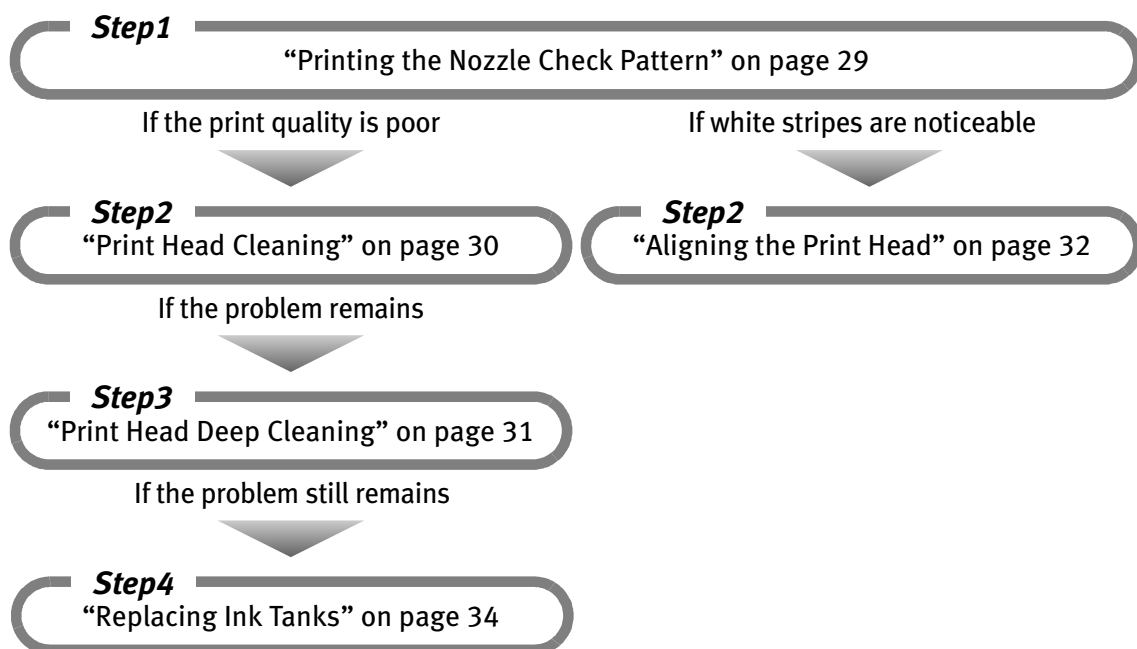 Step1
“Printing the Nozzle Check Pattern” on page 29
If the print quality is poor
If white stripes are noticeable
Step2
“Print Head Cleaning” on page 30
Step2
“Aligning the Print Head” on page 32
If the problem remains
Step3
“Print Head Deep Cleaning” on page 31
If the problem still remains
Step4
“Replacing Ink Tanks” on page 34